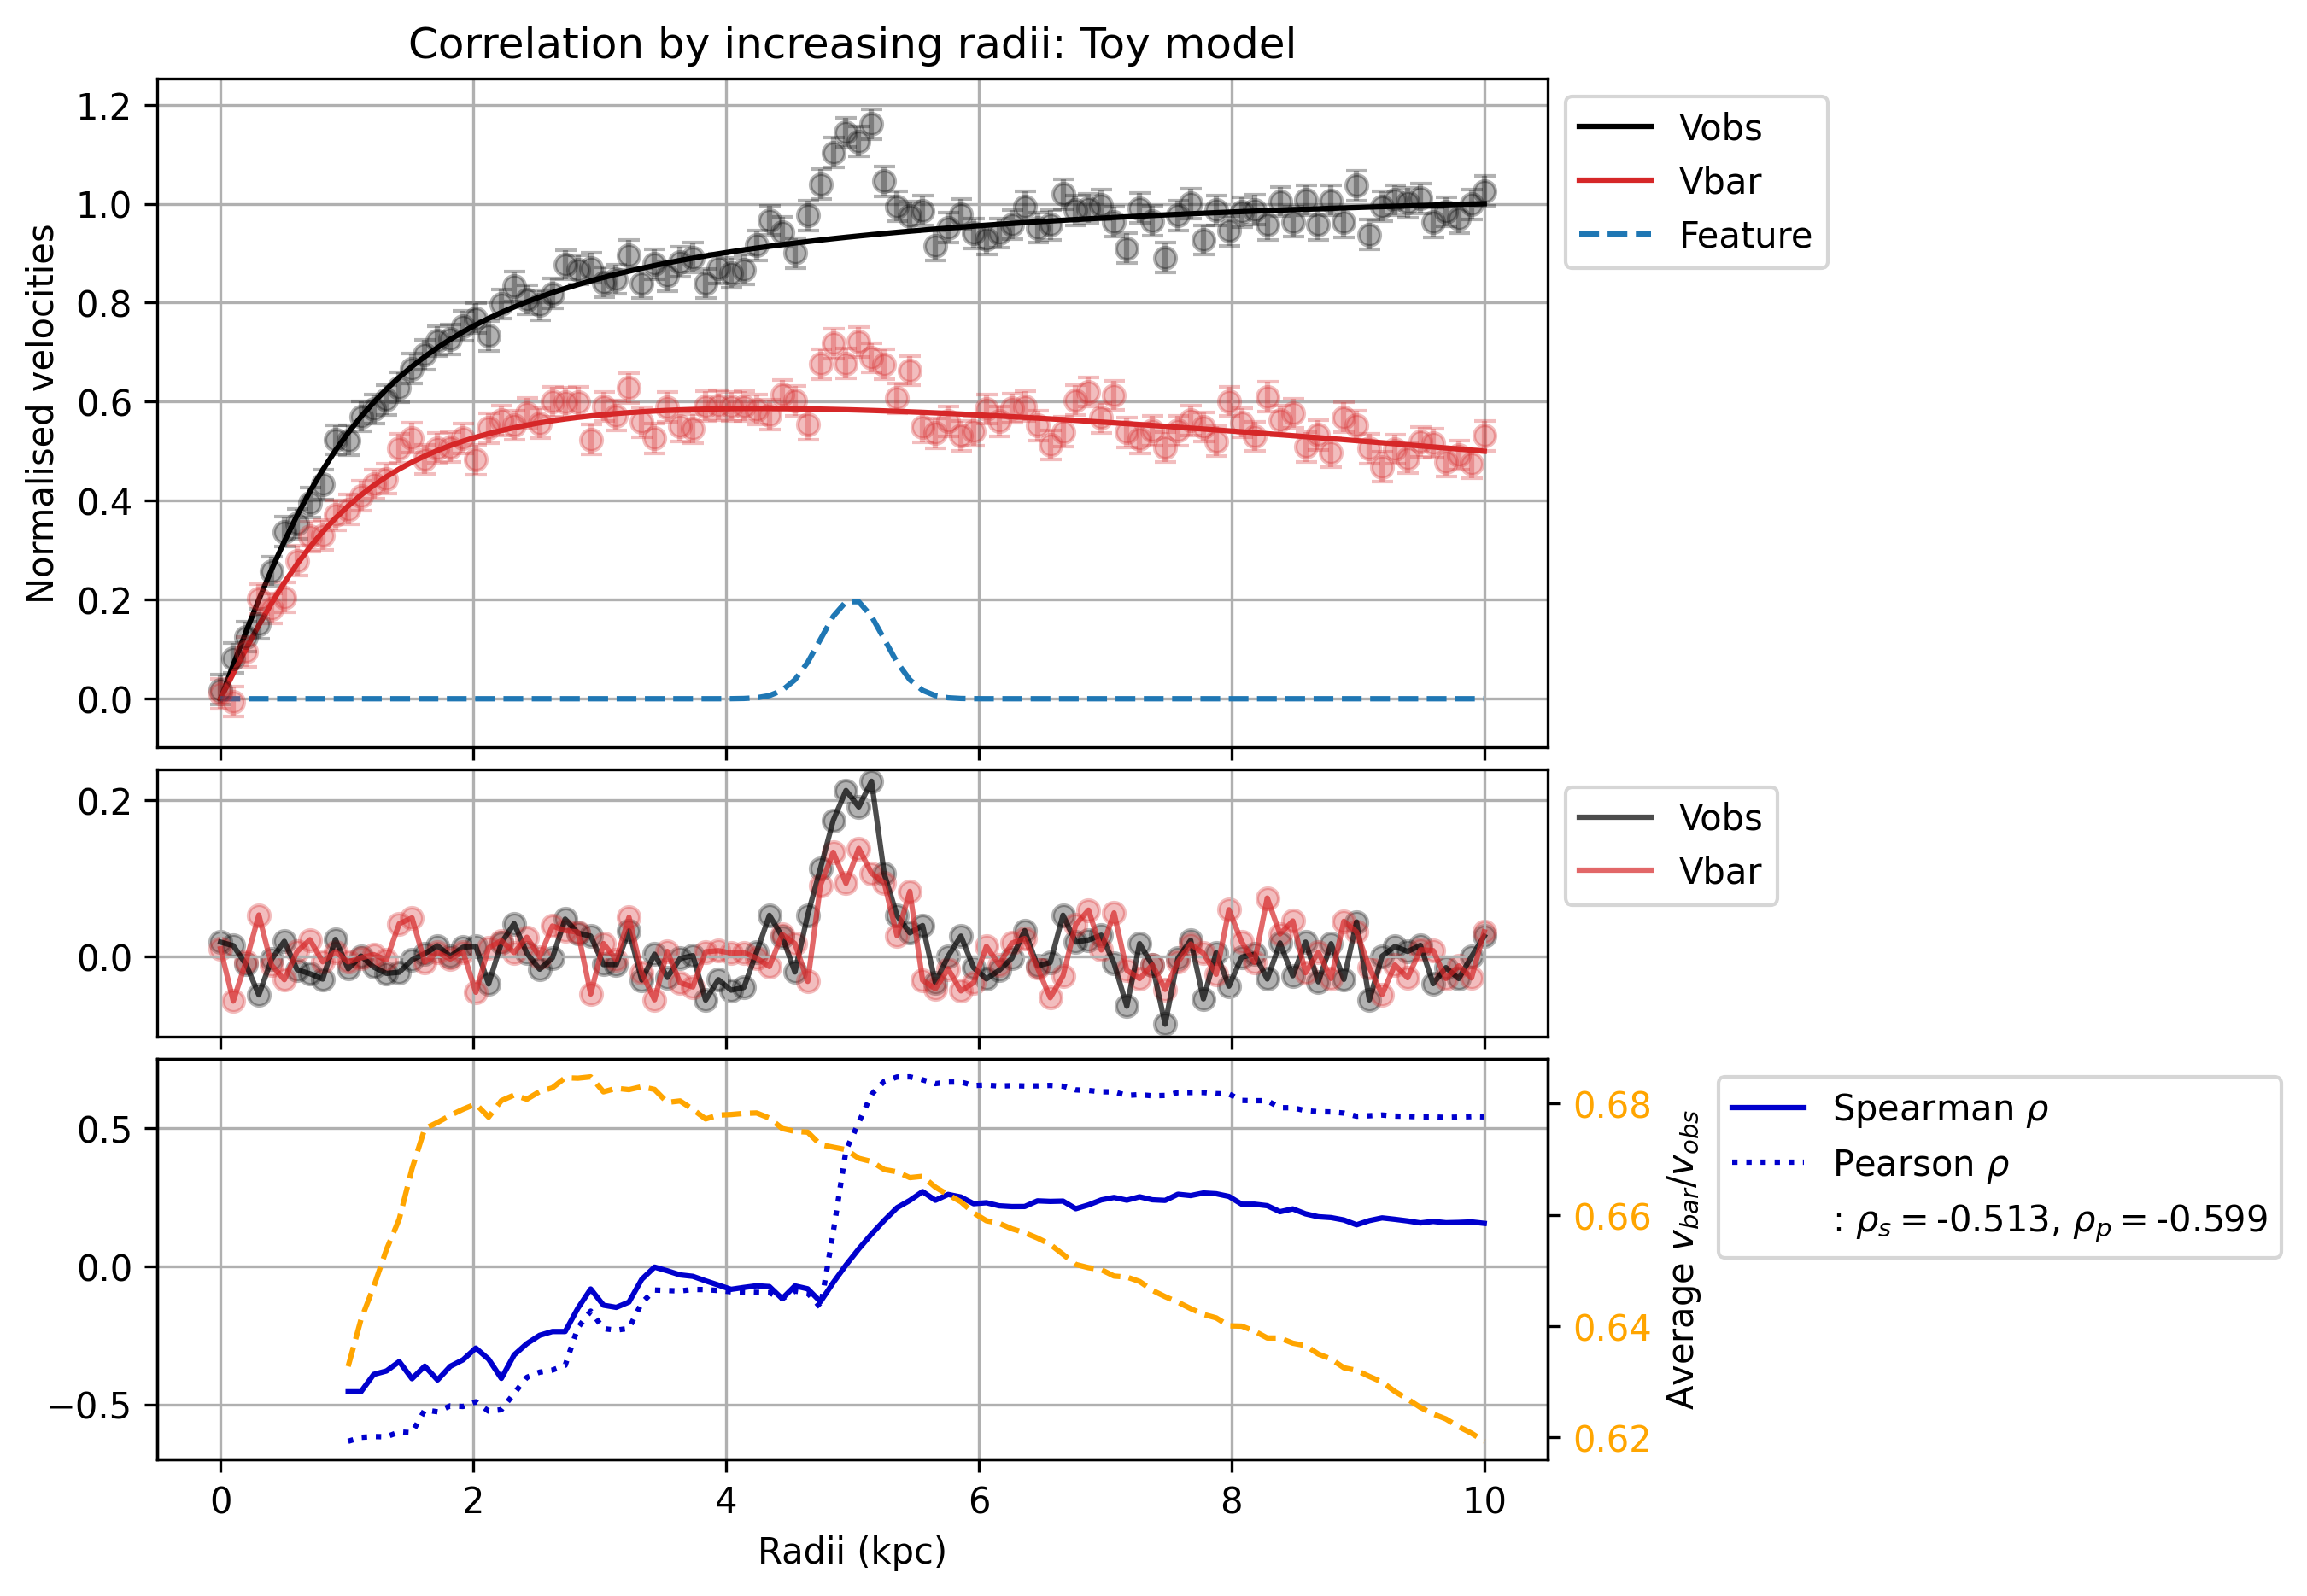 Correlation by increasing radii: Toy model
Normalised velocities
1.2
1.0
0.8
0.6
0.4
0.2
0.0
Vobs
Vbar
Feature
0.2
0.0
Vobs
Vbar
0.5
0.0
−0.5
0.68
0.66
0.64
0.62
Average v_bar/v_obs
Spearman ρ
Pearson ρ
: ρ_s = -0.513, ρ_p = -0.599
0 2 4 6 8 10
Radii (kpc)